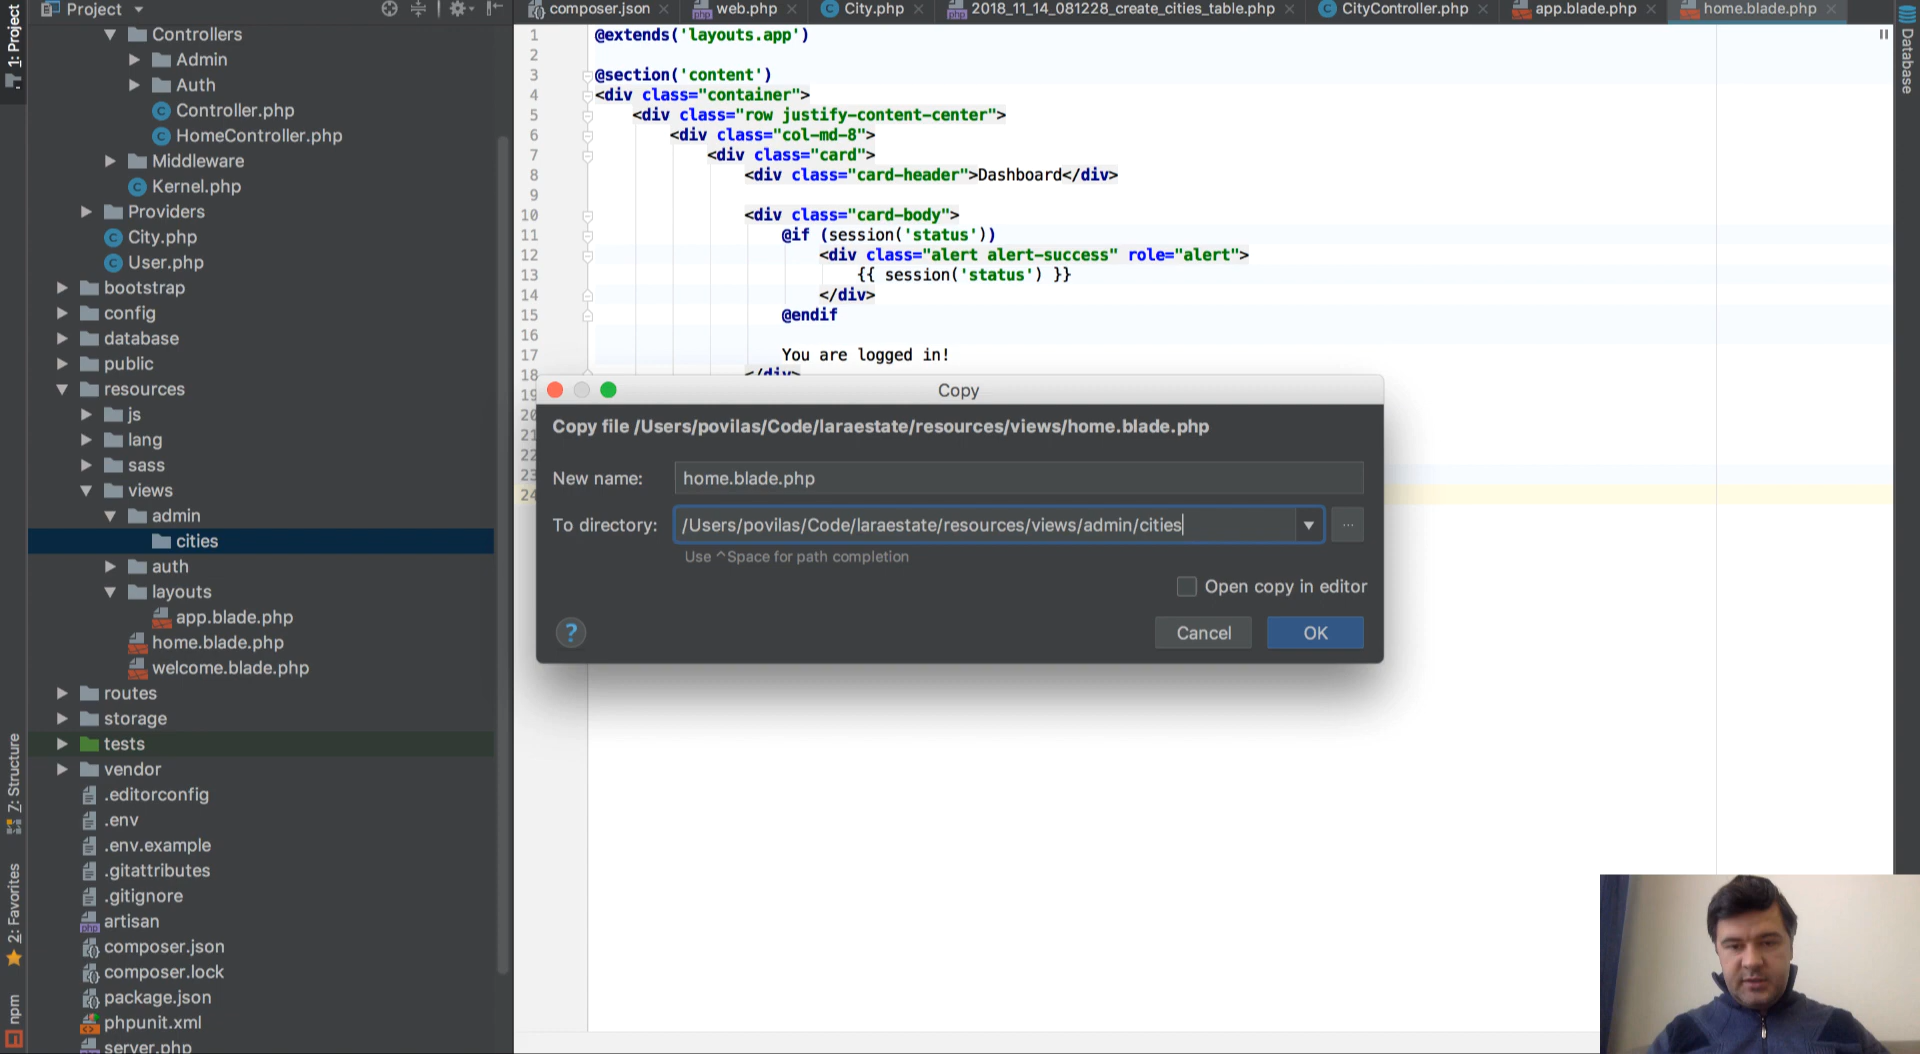 Project
composer.json
web.php
City.php
2018_11_14_081228_create_cities_table.php
CityController.php
app.blade.php
home.blade.php
1: Project
7: Structure
2: Favorites
npm
Database
Controllers
Admin
Auth
Controller.php
HomeController.php
Middleware
Kernel.php
Providers
City.php
User.php
bootstrap
config
database
public
resources
js
lang
sass
views
admin
cities
auth
layouts
app.blade.php
home.blade.php
welcome.blade.php
routes
storage
tests
vendor
.editorconfig
.env
.env.example
.gitattributes
.gitignore
artisan
composer.json
composer.lock
package.json
phpunit.xml
server.php
1 @extends('layouts.app')
2
3 @section('content')
4 <div class="container">
5 <div class="row justify-content-center">
6 <div class="col-md-8">
7 <div class="card">
8 <div class="card-header">Dashboard</div>
9
10 <div class="card-body">
11 @if (session('status'))
12 <div class="alert alert-success" role="alert">
13 {{ session('status') }}
14 </div>
15 @endif
16
17 You are logged in!
18 </div>
19
20
21
22
23
24
Copy
Copy file /Users/povilas/Code/laraestate/resources/views/home.blade.php
New name: home.blade.php
To directory: /Users/povilas/Code/laraestate/resources/views/admin/cities
Use ^Space for path completion
Open copy in editor
?
Cancel
OK